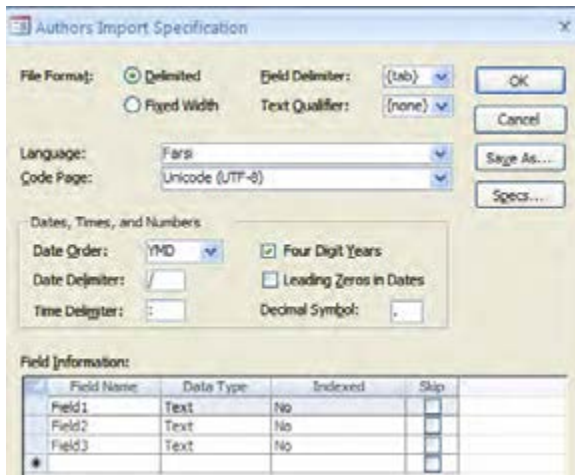 Authors Import Specification
File Format: Delimited Field Delimiter: {tab} OK
Fixed Width Text Qualifier: {none} Cancel
Language: Farsi Save As...
Code Page: Unicode (UTF-8) Specs...
Dates, Times, and Numbers
Date Order: YMD Four Digit Years
Date Delimiter: / Leading Zeros in Dates
Time Delimiter: : Decimal Symbol: .
Field Information:
Field Name Data Type Indexed Skip
Field1 Text No
Field2 Text No
Field3 Text No